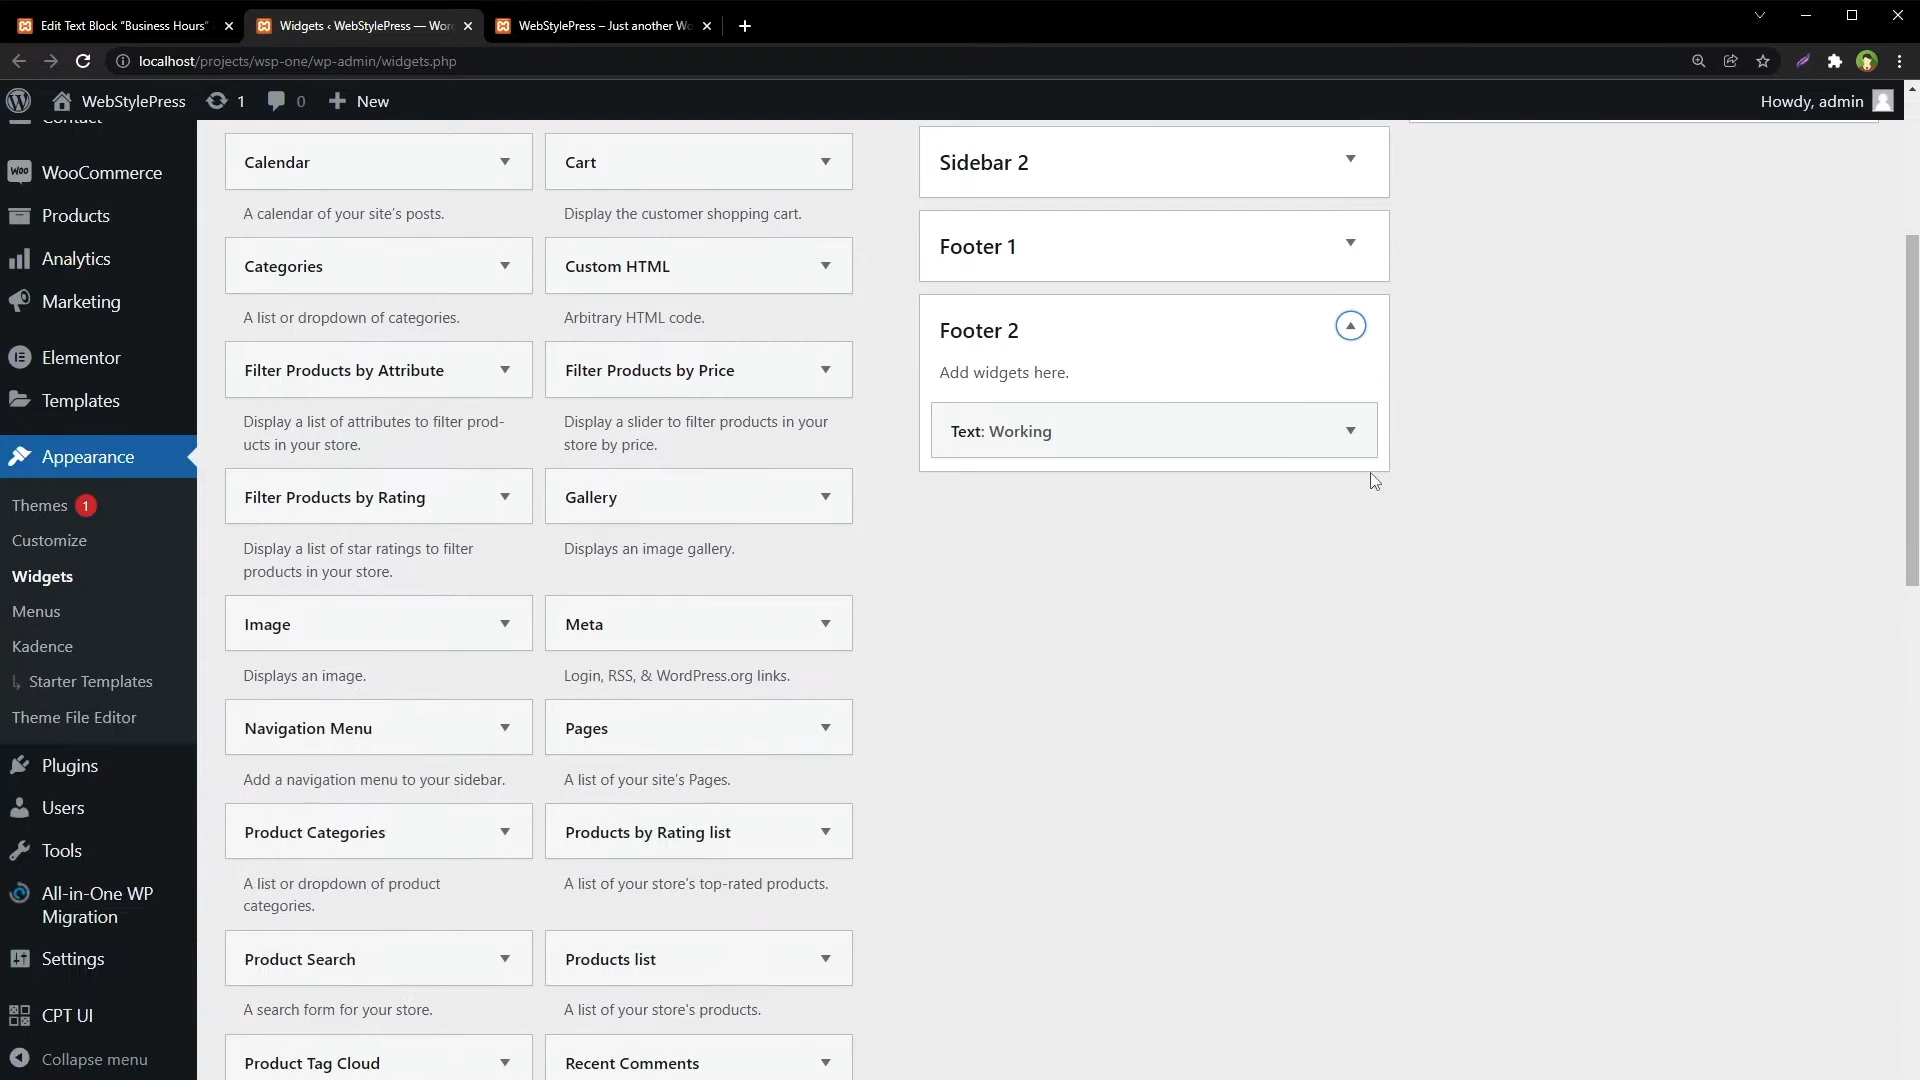 Edit Text Block “Business Hours”
Widgets ‹ WebStylePress — Wor
WebStylePress – Just another Wo
localhost/projects/wsp-one/wp-admin/widgets.php
WebStylePress
1
0
New
Howdy, admin
Contact
WooCommerce
Products
Analytics
Marketing
Elementor
Templates
Appearance
Themes 1
Customize
Widgets
Menus
Kadence
Starter Templates
Theme File Editor
Plugins
Users
Tools
All-in-One WP
Migration
Settings
CPT UI
Collapse menu
Calendar
A calendar of your site’s posts.
Cart
Display the customer shopping cart.
Categories
A list or dropdown of categories.
Custom HTML
Arbitrary HTML code.
Filter Products by Attribute
Display a list of attributes to filter prod-
ucts in your store.
Filter Products by Price
Display a slider to filter products in your
store by price.
Filter Products by Rating
Display a list of star ratings to filter
products in your store.
Gallery
Displays an image gallery.
Image
Displays an image.
Meta
Login, RSS, & WordPress.org links.
Navigation Menu
Add a navigation menu to your sidebar.
Pages
A list of your site’s Pages.
Product Categories
A list or dropdown of product
categories.
Products by Rating list
A list of your store's top-rated products.
Product Search
A search form for your store.
Products list
A list of your store's products.
Product Tag Cloud
Recent Comments
Sidebar 2
Footer 1
Footer 2
Add widgets here.
Text: Working